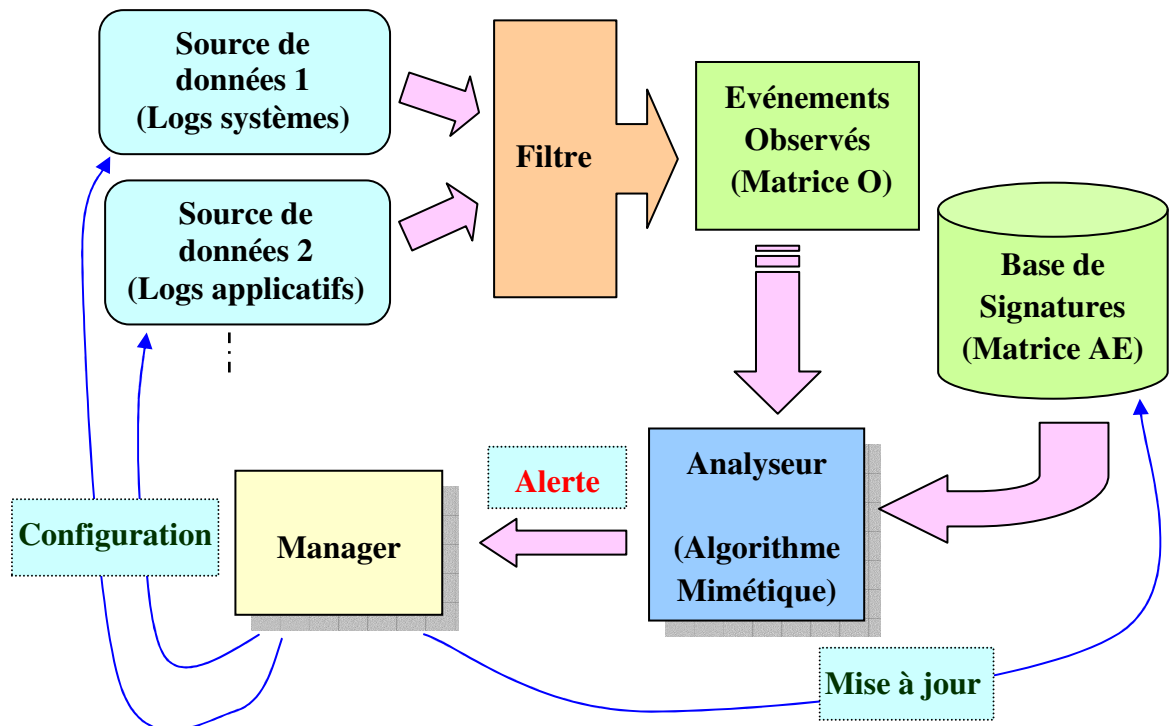 Source de
données 1
(Logs systèmes)
Source de
données 2
(Logs applicatifs)
Filtre
Evénements
Observés
(Matrice O)
Base de
Signatures
(Matrice AE)
Analyseur
(Algorithme
Mimétique)
Alerte
Manager
Configuration
Mise à jour